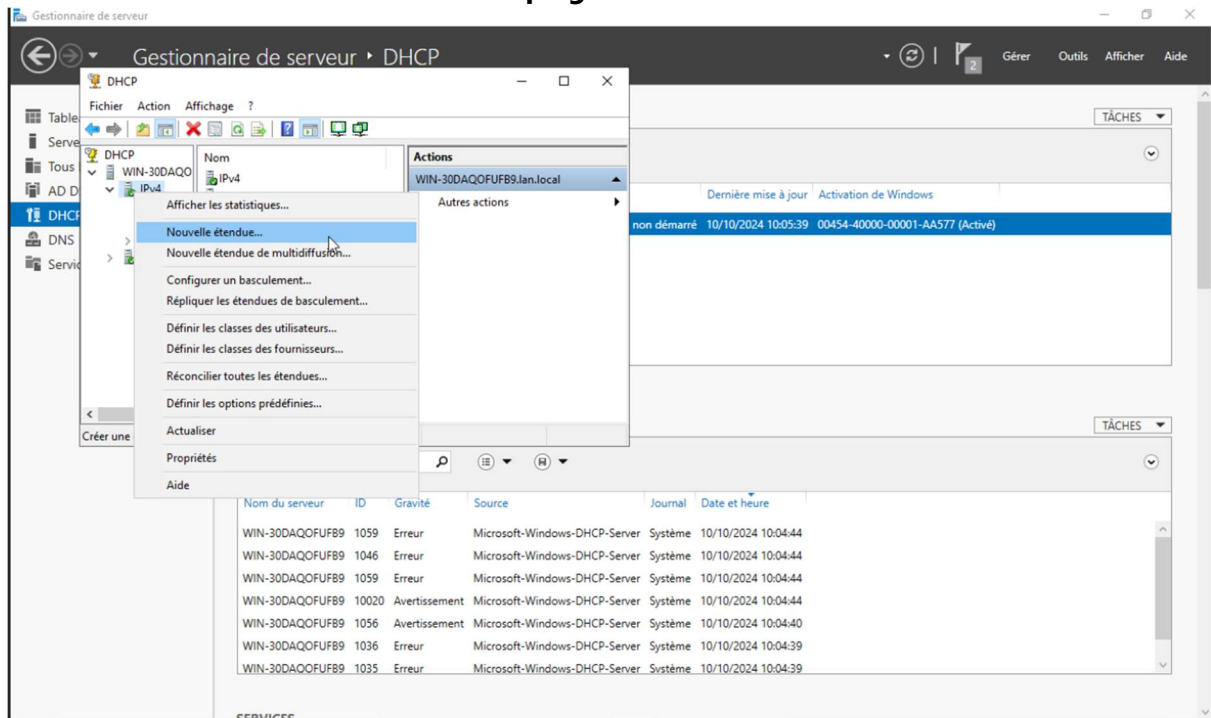 Gestionnaire de serveur
Gestionnaire de serveur • DHCP
2
Gérer
Outils
Afficher
Aide
DHCP
Fichier Action Affichage ?
Table
Serve
Tous
AD D
DHCP
DNS
Servic
DHCP
WIN-30DAQO
IPv4
Nom
IPv4
Actions
WIN-30DAQOFUFB9.lan.local
Autres actions
Afficher les statistiques...
Nouvelle étendue...
Nouvelle étendue de multidiffusion...
Configurer un basculement...
Répliquer les étendues de basculement...
Définir les classes des utilisateurs...
Définir les classes des fournisseurs...
Réconcilier toutes les étendues...
Définir les options prédéfinies...
Actualiser
Propriétés
Aide
Créer une
TÂCHES
Dernière mise à jour Activation de Windows
non démarré 10/10/2024 10:05:39 00454-40000-00001-AA577 (Activé)
TÂCHES
Nom du serveur ID Gravité Source Journal Date et heure
WIN-30DAQOFUFB9 1059 Erreur Microsoft-Windows-DHCP-Server Système 10/10/2024 10:04:44
WIN-30DAQOFUFB9 1046 Erreur Microsoft-Windows-DHCP-Server Système 10/10/2024 10:04:44
WIN-30DAQOFUFB9 1059 Erreur Microsoft-Windows-DHCP-Server Système 10/10/2024 10:04:44
WIN-30DAQOFUFB9 10020 Avertissement Microsoft-Windows-DHCP-Server Système 10/10/2024 10:04:44
WIN-30DAQOFUFB9 1056 Avertissement Microsoft-Windows-DHCP-Server Système 10/10/2024 10:04:40
WIN-30DAQOFUFB9 1036 Erreur Microsoft-Windows-DHCP-Server Système 10/10/2024 10:04:39
WIN-30DAQOFUFB9 1035 Erreur Microsoft-Windows-DHCP-Server Système 10/10/2024 10:04:39
SERVICES